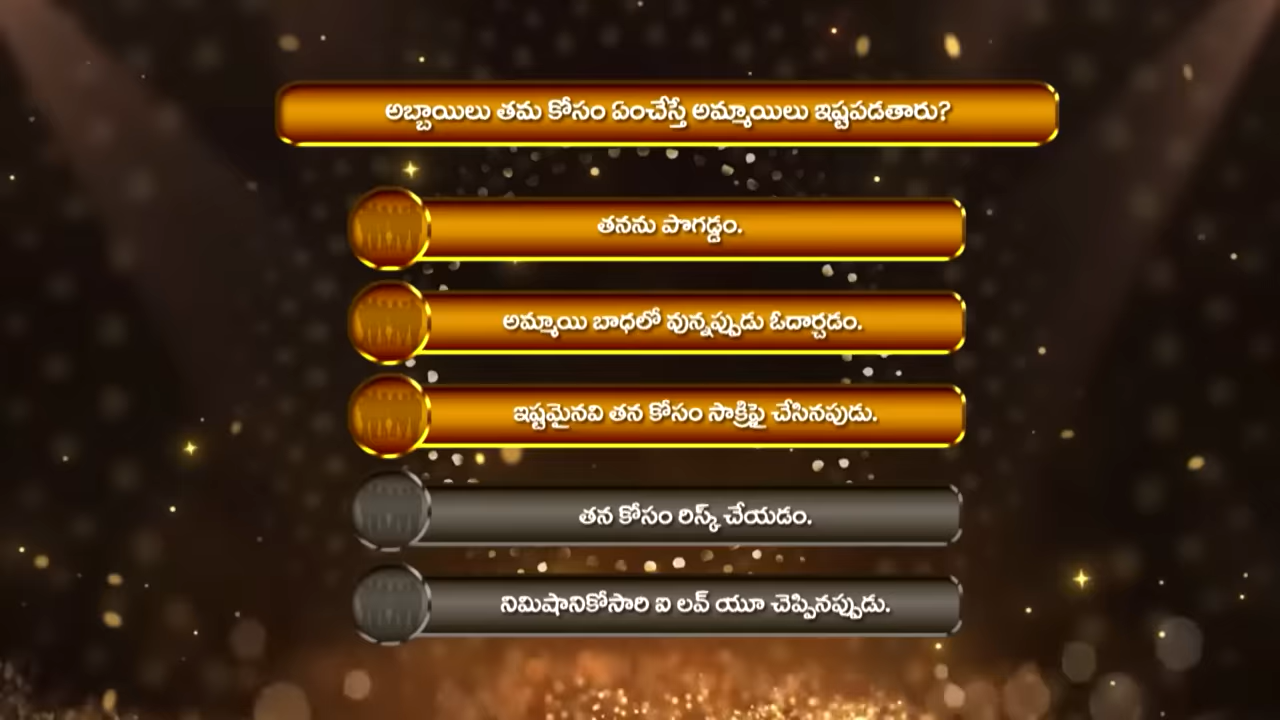 అబ్బాయిలు తమ కోసం ఏంచేస్తే అమ్మాయిలు ఇష్టపడతారు?
తనను పొగడ్డం.
అమ్మాయి బాధలో వున్నప్పుడు ఓదార్చడం.
ఇష్టమైనవి తన కోసం సాక్రిఫై చేసినపుడు.
తన కోసం రిస్క్ చేయడం.
నిమిషానికోసారి ఐ లవ్ యూ చెప్పినప్పుడు.